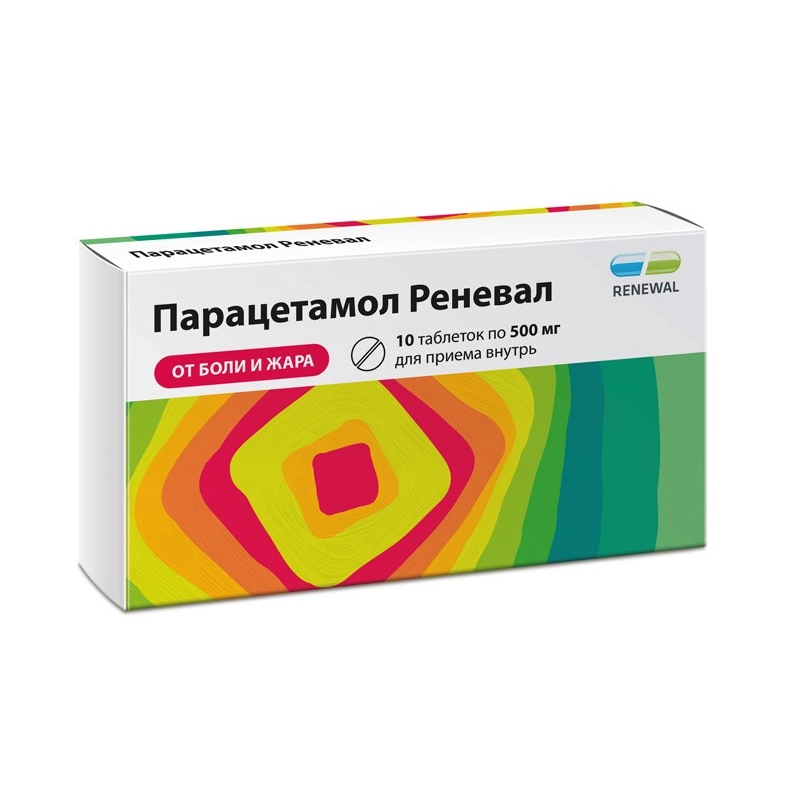 Парацетамол Реневал
Парацетамол Реневал
RENEWAL
ОТ БОЛИ И ЖАРА
10 таблеток по 500 мг
для приема внутрь